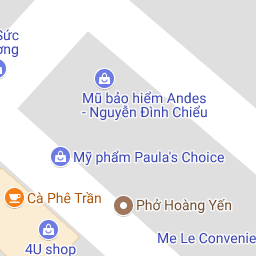 Sức
Mũ bảo hiểm Andes
- Nguyễn Đình Chiểu
Mỹ phẩm Paula's Choice
Cà Phê Trần
Phở Hoàng Yến
4U shop
Me Le Convenie